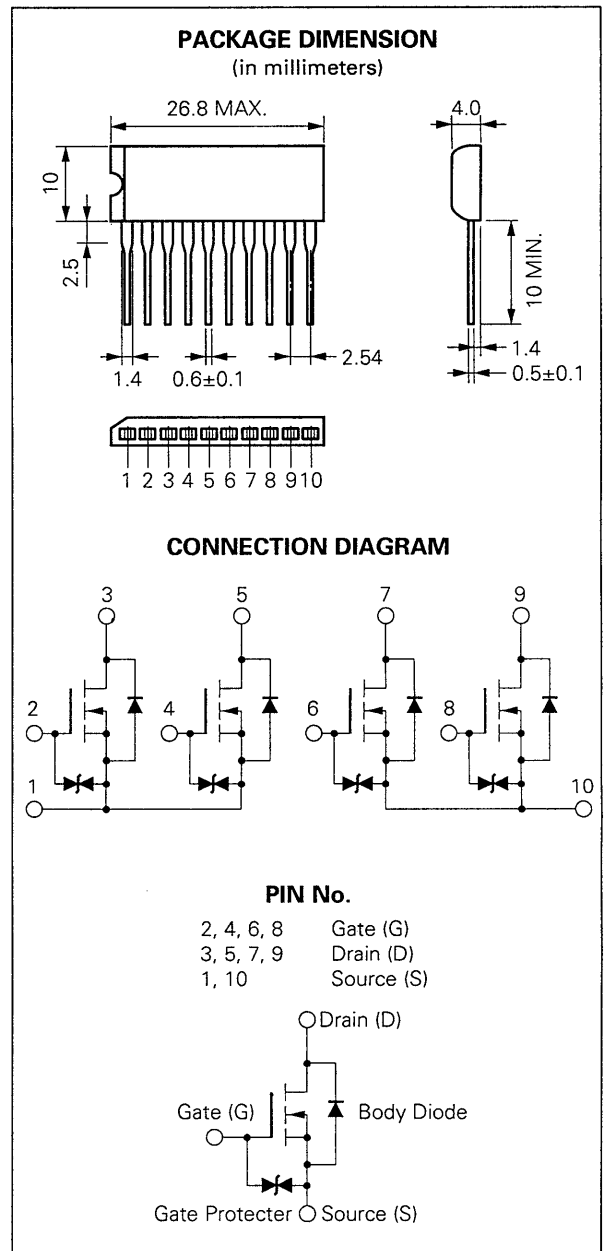 PACKAGE DIMENSION
(in millimeters)
26.8 MAX.
4.0
10
2.5
10 MIN.
1.4
0.6±0.1
2.54
1.4
0.5±0.1
1 2 3 4 5 6 7 8 9 10
CONNECTION DIAGRAM
3 5 7 9
2 4 6 8
1 10
PIN No.
2, 4, 6, 8 Gate (G)
3, 5, 7, 9 Drain (D)
1, 10 Source (S)
Drain (D)
Gate (G)
Body Diode
Gate Protecter
Source (S)